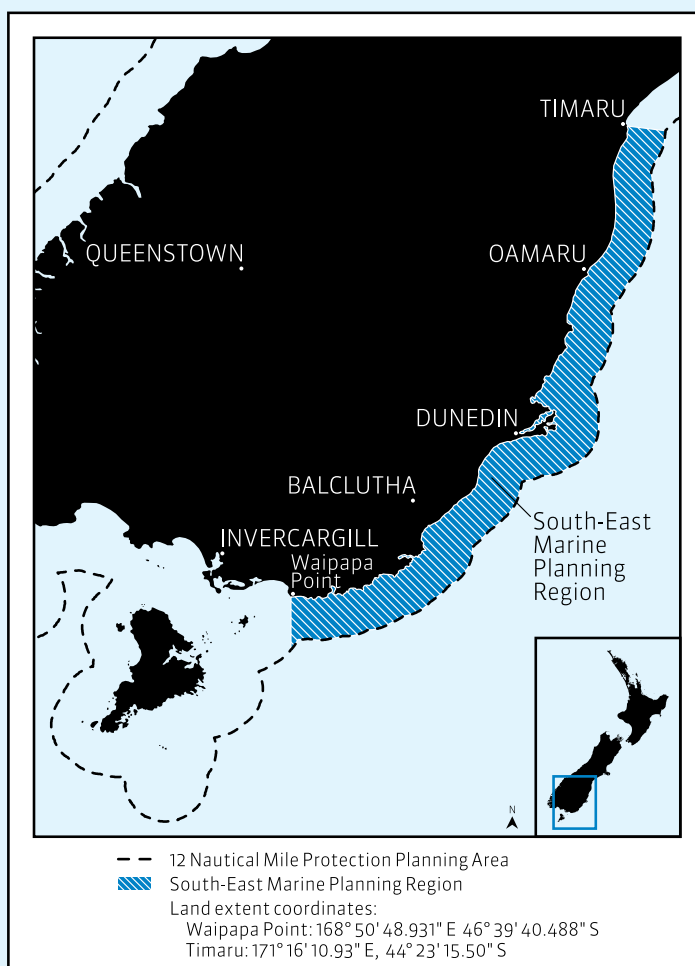 TIMARU
QUEENSTOWN
OAMARU
DUNEDIN
BALCLUTHA
INVERCARGILL
Waipapa
Point
South-East
Marine
Planning
Region
N
12 Nautical Mile Protection Planning Area
South-East Marine Planning Region
Land extent coordinates:
Waipapa Point: 168° 50' 48.931" E 46° 39' 40.488" S
Timaru: 171° 16' 10.93" E, 44° 23' 15.50" S